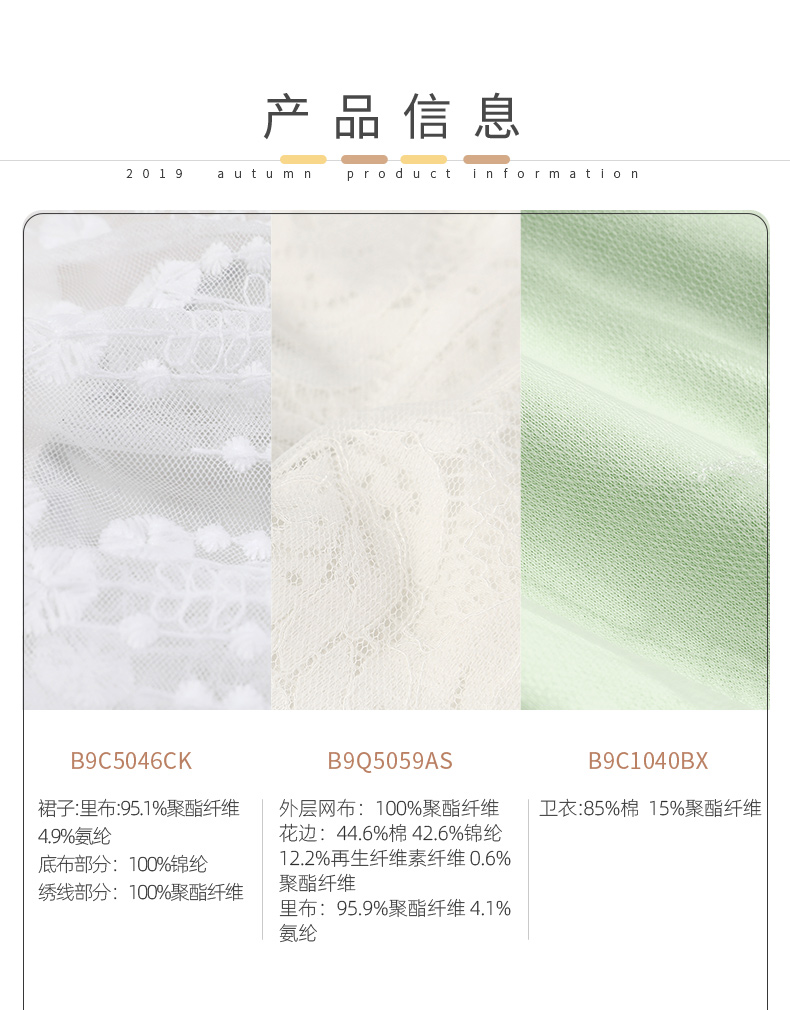 产品信息
2019 autumn product information
B9C5046CK
裙子:里布:95.1%聚酯纤维
4.9%氨纶
底布部分：100%锦纶
绣线部分：100%聚酯纤维
B9Q5059AS
外层网布：100%聚酯纤维
花边：44.6%棉 42.6%锦纶
12.2%再生纤维素纤维 0.6%
聚酯纤维
里布：95.9%聚酯纤维 4.1%
氨纶
B9C1040BX
卫衣:85%棉 15%聚酯纤维